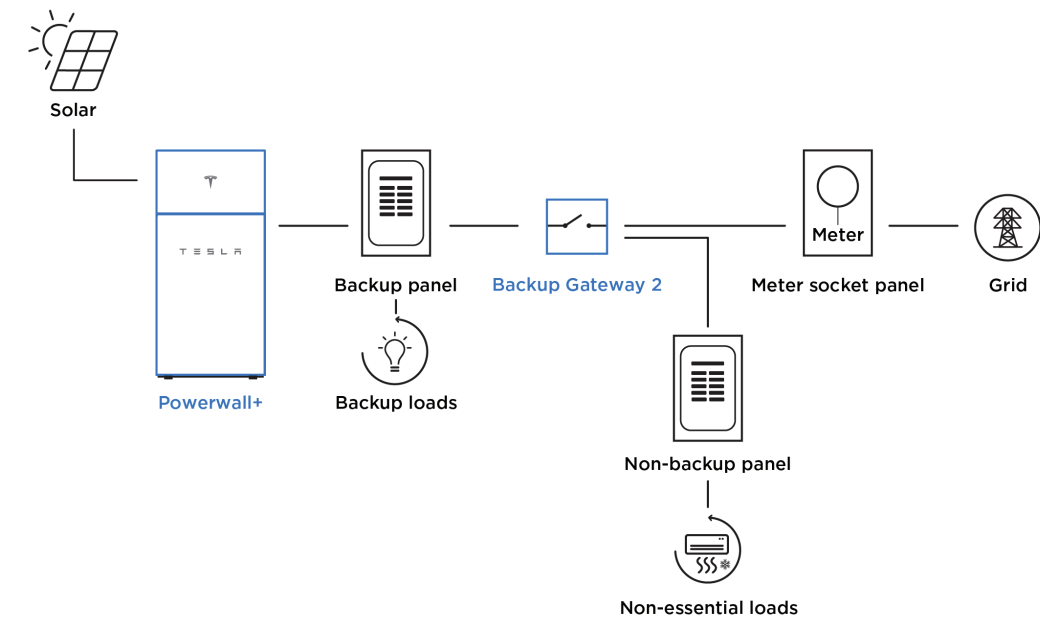 Solar
TESLA
Meter
Backup panel
Backup Gateway 2
Meter socket panel
Grid
Powerwall+
Backup loads
Non-backup panel
Non-essential loads